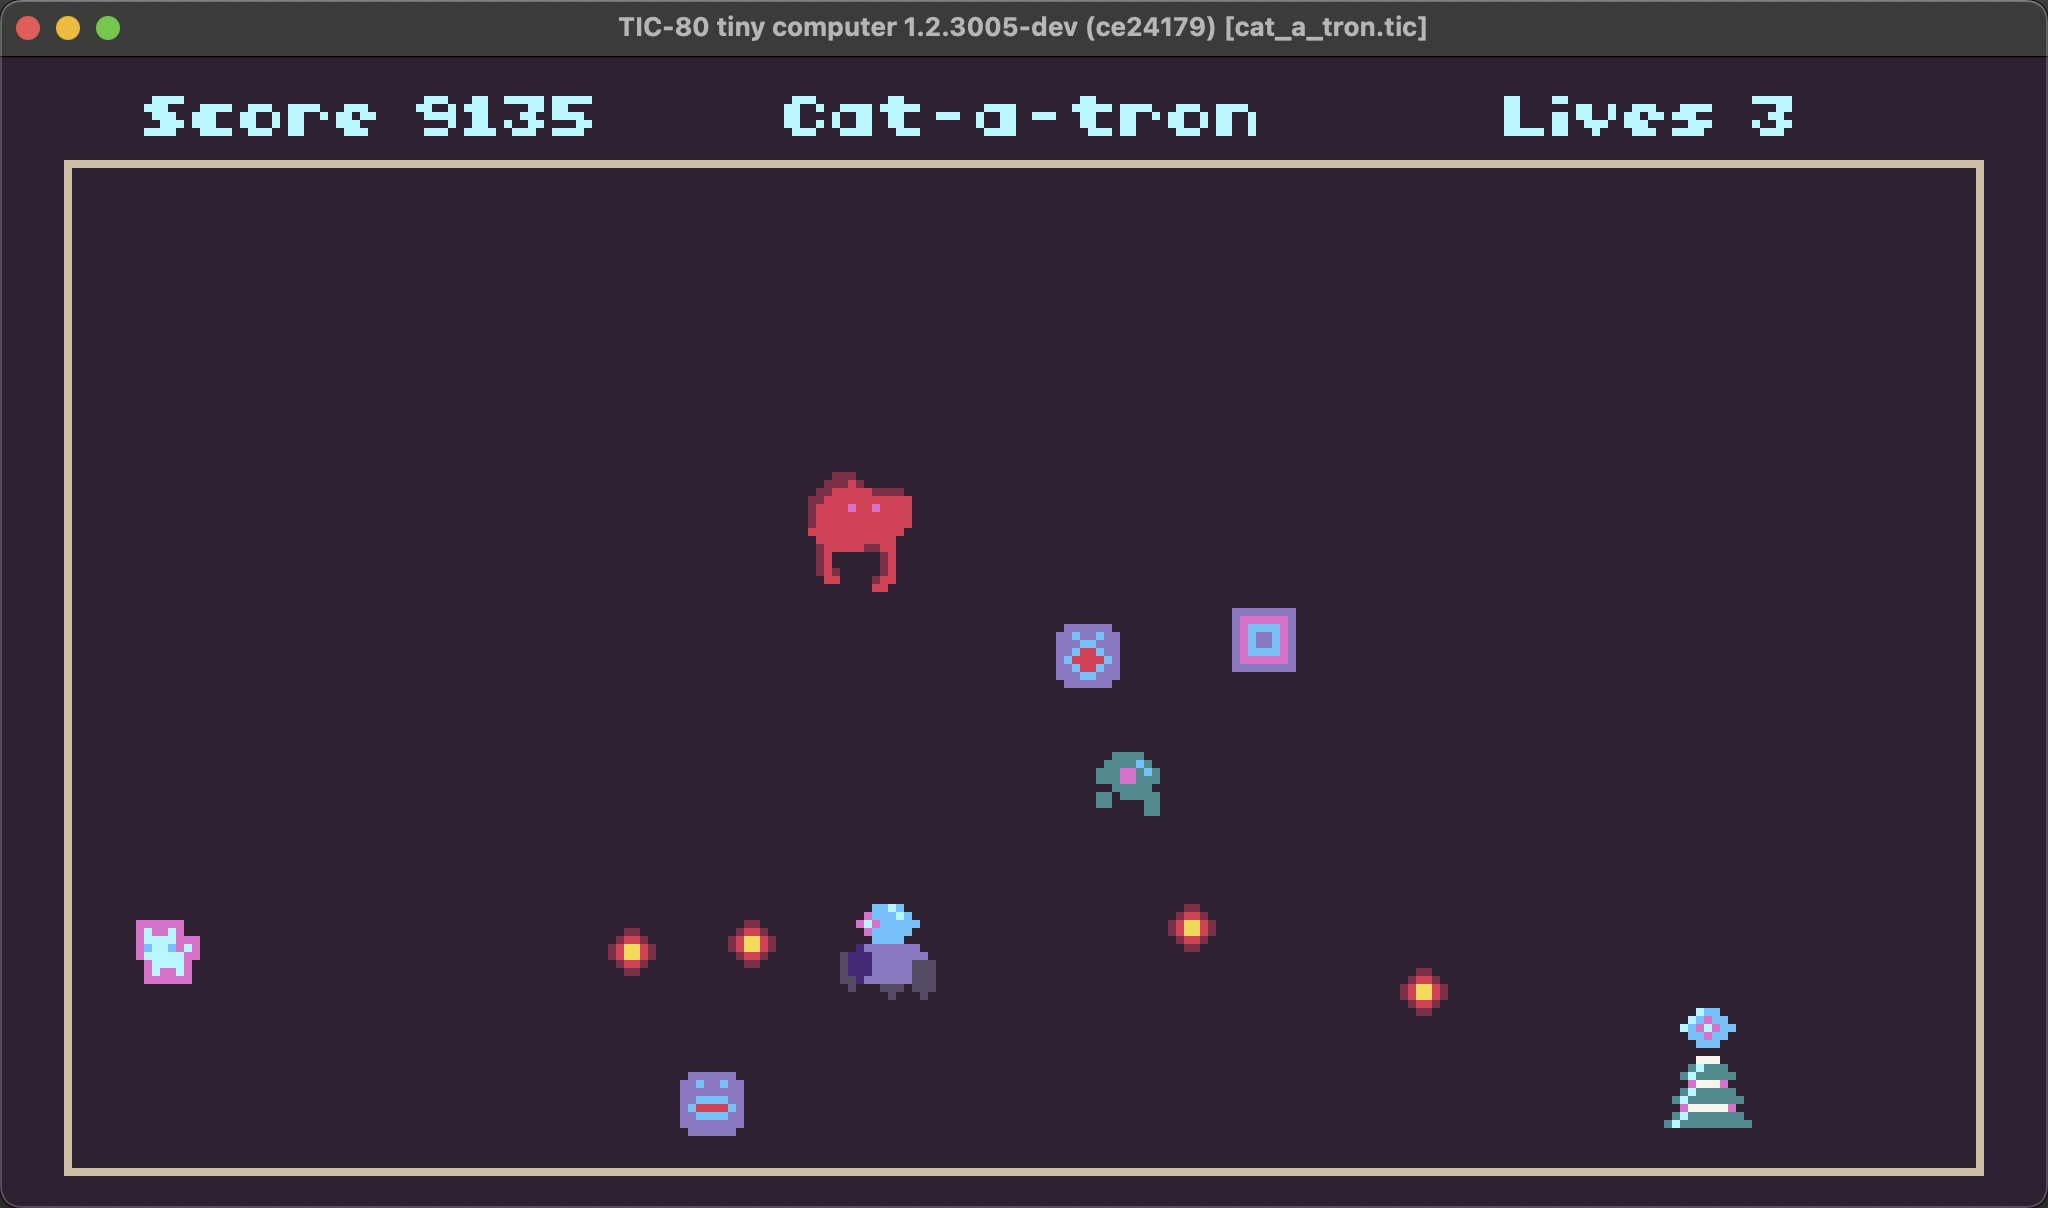 TIC-80 tiny computer 1.2.3005-dev (ce24179) [cat_a_tron.tic]
Score 9135 Cat-a-tron Lives 3